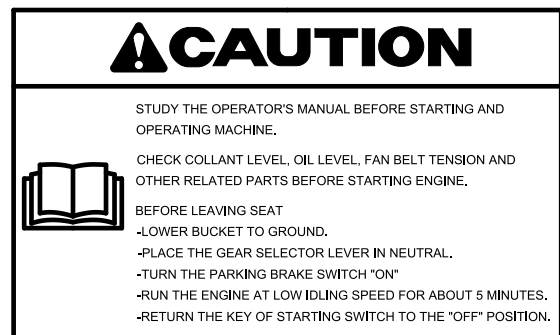 CAUTION
STUDY THE OPERATOR'S MANUAL BEFORE STARTING AND
OPERATING MACHINE.
CHECK COLLANT LEVEL, OIL LEVEL, FAN BELT TENSION AND
OTHER RELATED PARTS BEFORE STARTING ENGINE.
BEFORE LEAVING SEAT
-LOWER BUCKET TO GROUND.
-PLACE THE GEAR SELECTOR LEVER IN NEUTRAL.
-TURN THE PARKING BRAKE SWITCH "ON"
-RUN THE ENGINE AT LOW IDLING SPEED FOR ABOUT 5 MINUTES.
-RETURN THE KEY OF STARTING SWITCH TO THE "OFF" POSITION.